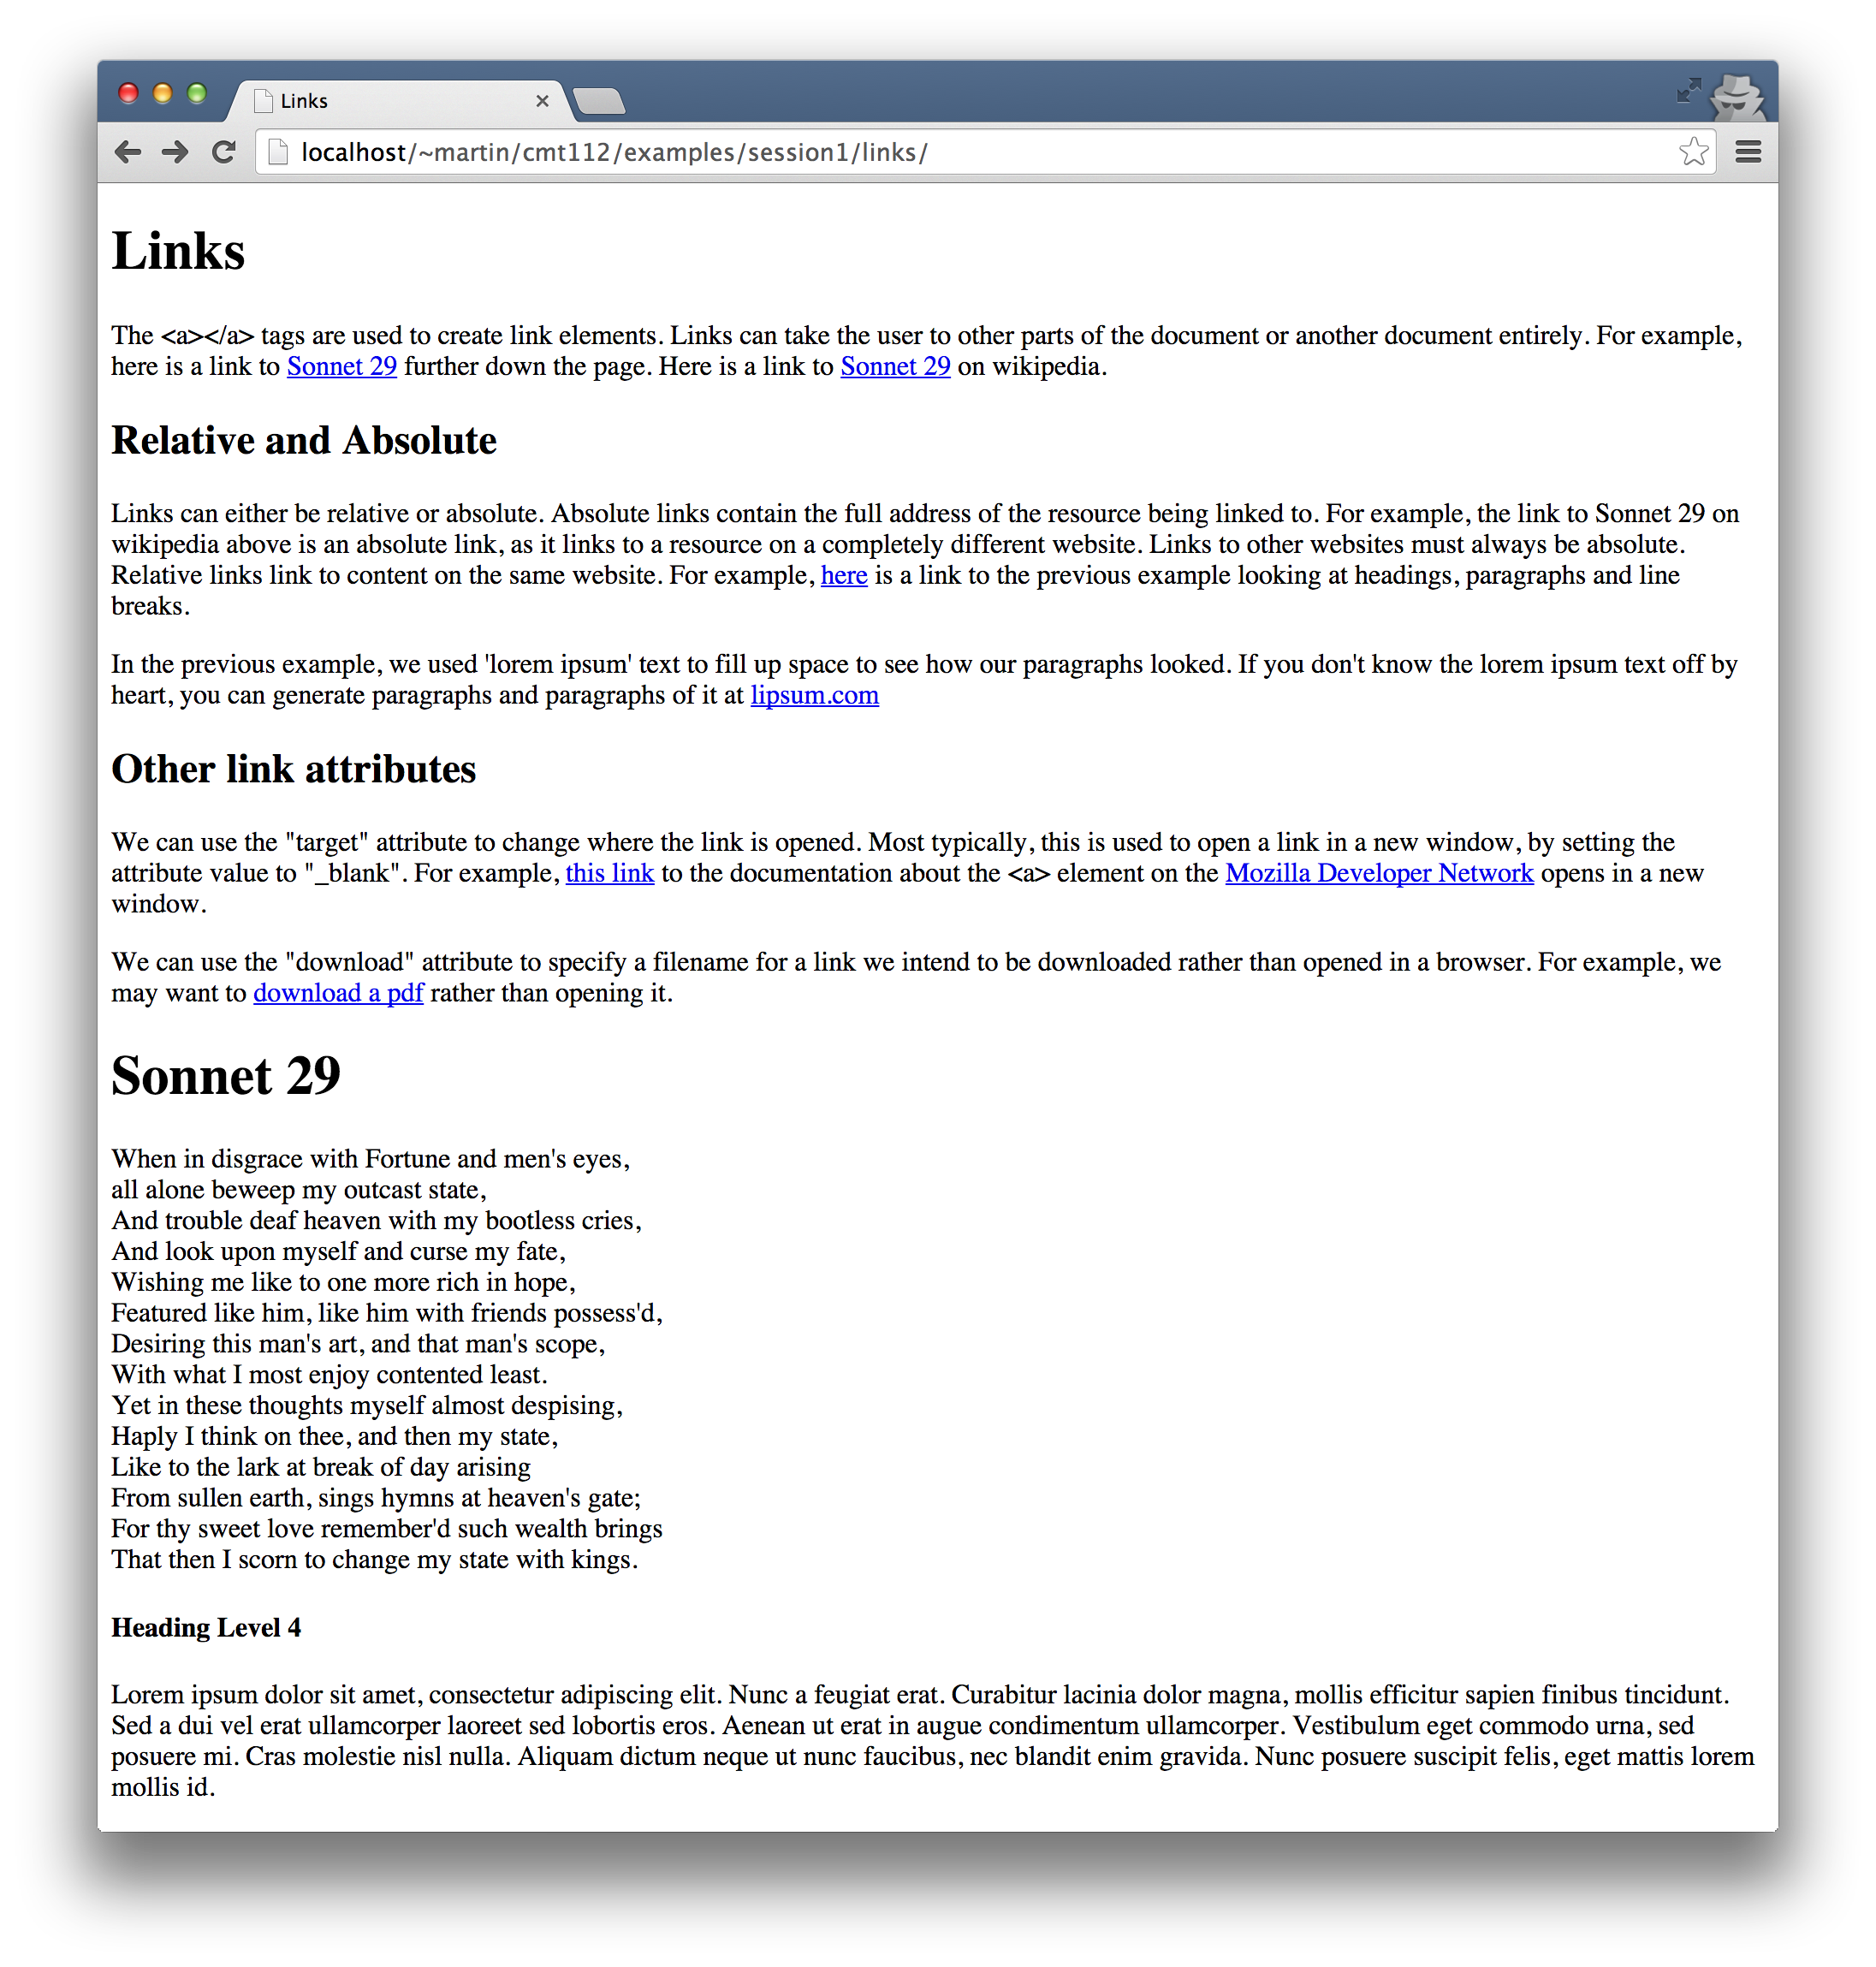 Links
localhost/~martin/cmt112/examples/session1/links/
Links
The <a></a> tags are used to create link elements. Links can take the user to other parts of the document or another document entirely. For example,
here is a link to Sonnet 29 further down the page. Here is a link to Sonnet 29 on wikipedia.
Relative and Absolute
Links can either be relative or absolute. Absolute links contain the full address of the resource being linked to. For example, the link to Sonnet 29 on
wikipedia above is an absolute link, as it links to a resource on a completely different website. Links to other websites must always be absolute.
Relative links link to content on the same website. For example, here is a link to the previous example looking at headings, paragraphs and line
breaks.
In the previous example, we used 'lorem ipsum' text to fill up space to see how our paragraphs looked. If you don't know the lorem ipsum text off by
heart, you can generate paragraphs and paragraphs of it at lipsum.com
Other link attributes
We can use the "target" attribute to change where the link is opened. Most typically, this is used to open a link in a new window, by setting the
attribute value to "_blank". For example, this link to the documentation about the <a> element on the Mozilla Developer Network opens in a new
window.
We can use the "download" attribute to specify a filename for a link we intend to be downloaded rather than opened in a browser. For example, we
may want to download a pdf rather than opening it.
Sonnet 29
When in disgrace with Fortune and men's eyes,
all alone beweep my outcast state,
And trouble deaf heaven with my bootless cries,
And look upon myself and curse my fate,
Wishing me like to one more rich in hope,
Featured like him, like him with friends possess'd,
Desiring this man's art, and that man's scope,
With what I most enjoy contented least.
Yet in these thoughts myself almost despising,
Haply I think on thee, and then my state,
Like to the lark at break of day arising
From sullen earth, sings hymns at heaven's gate;
For thy sweet love remember'd such wealth brings
That then I scorn to change my state with kings.
Heading Level 4
Lorem ipsum dolor sit amet, consectetur adipiscing elit. Nunc a feugiat erat. Curabitur lacinia dolor magna, mollis efficitur sapien finibus tincidunt.
Sed a dui vel erat ullamcorper laoreet sed lobortis eros. Aenean ut erat in augue condimentum ullamcorper. Vestibulum eget commodo urna, sed
posuere mi. Cras molestie nisl nulla. Aliquam dictum neque ut nunc faucibus, nec blandit enim gravida. Nunc posuere suscipit felis, eget mattis lorem
mollis id.